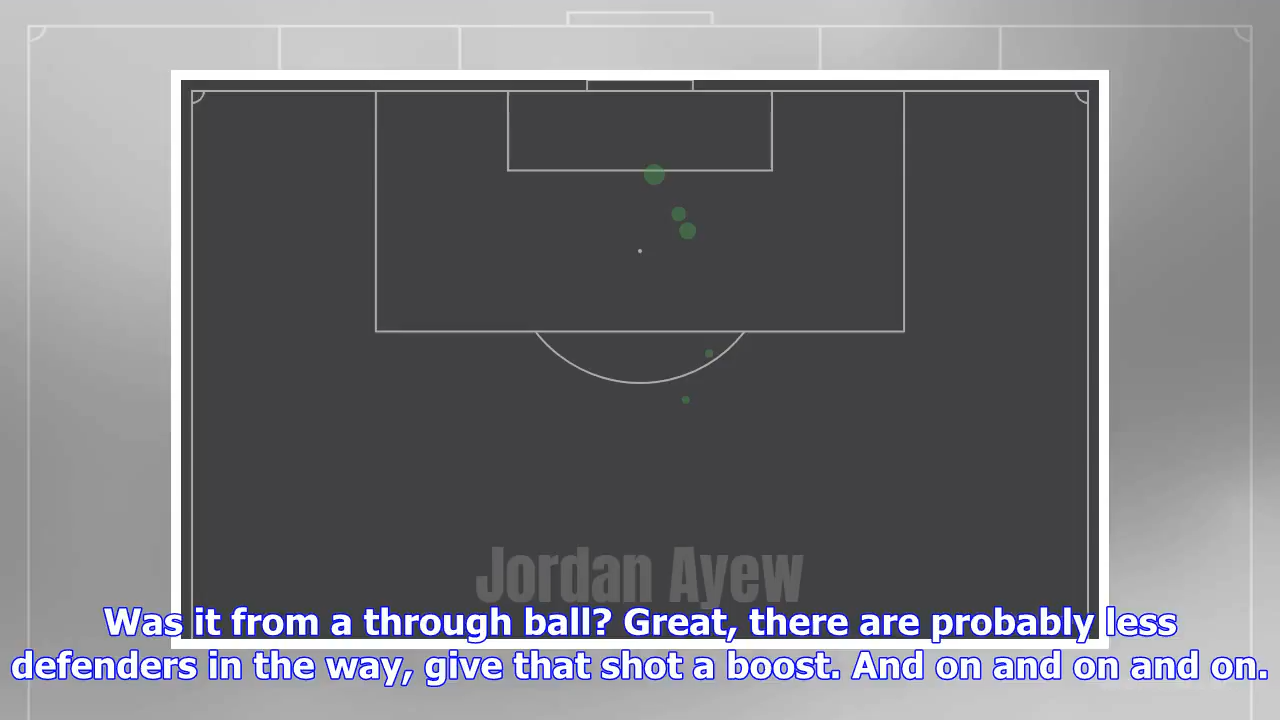 Jordan Ayew
Was it from a through ball? Great, there are probably less
defenders in the way, give that shot a boost. And on and on and on.